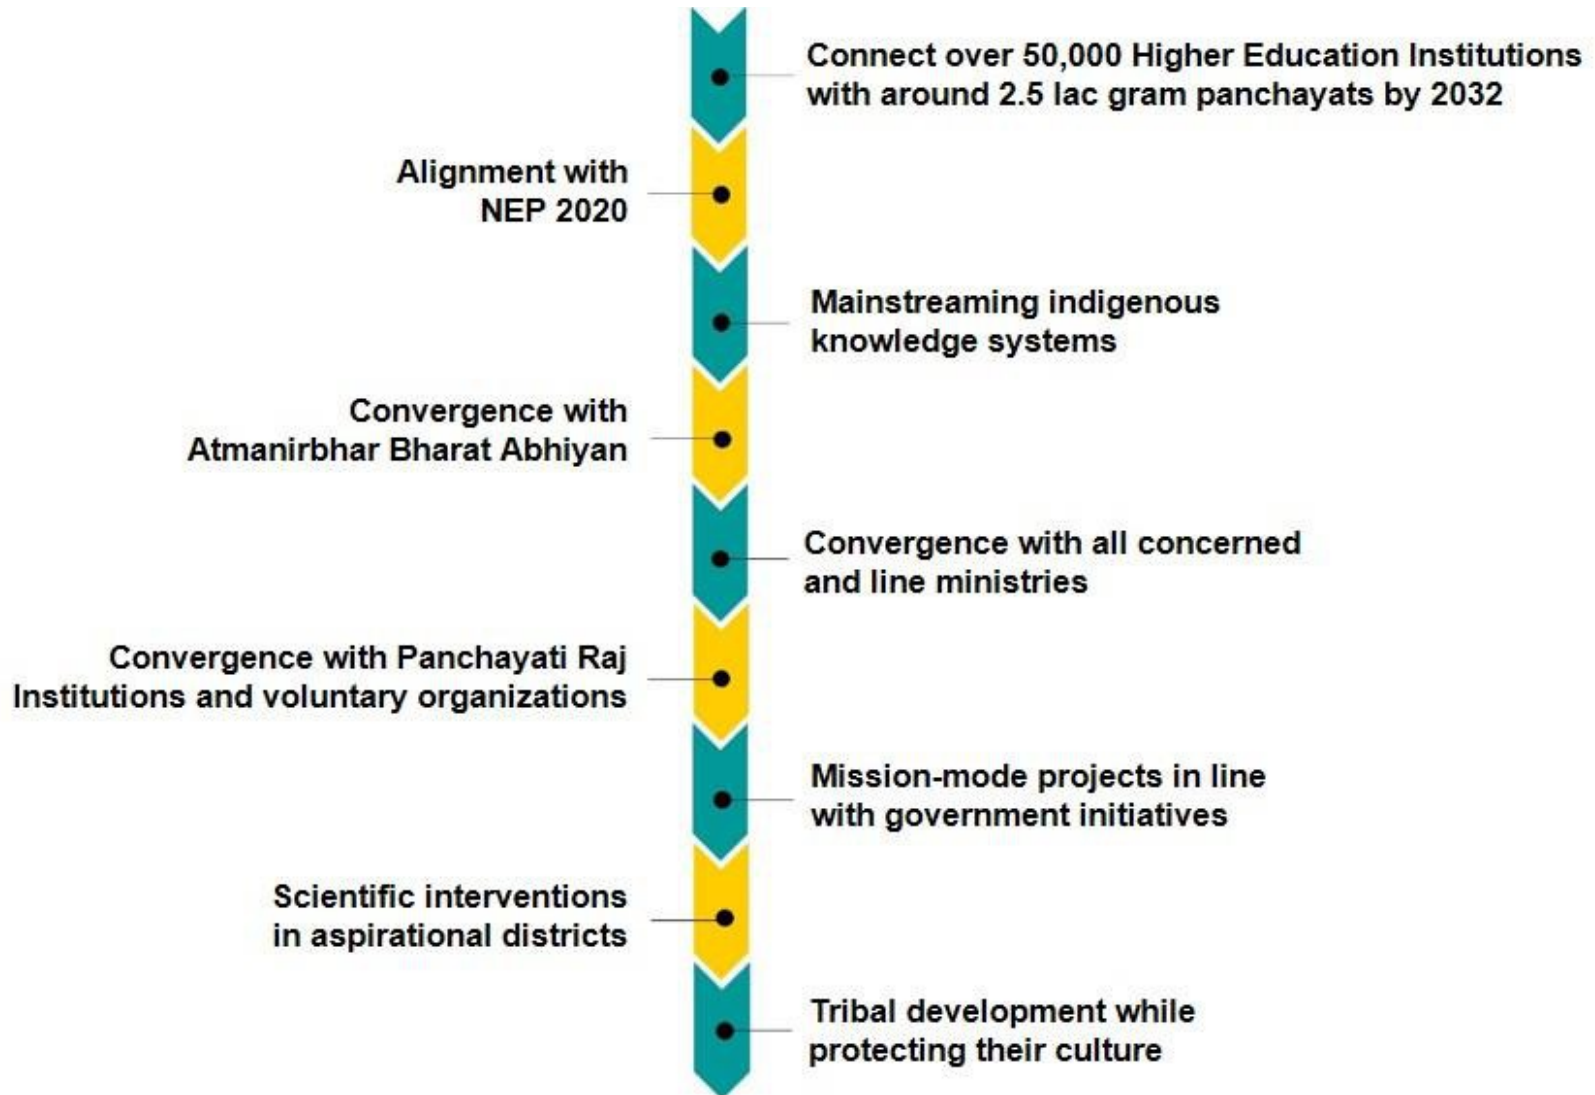 Connect over 50,000 Higher Education Institutions
with around 2.5 lac gram panchayats by 2032
Alignment with
NEP 2020
Mainstreaming indigenous
knowledge systems
Convergence with
Atmanirbhar Bharat Abhiyan
Convergence with all concerned
and line ministries
Convergence with Panchayati Raj
Institutions and voluntary organizations
Mission-mode projects in line
with government initiatives
Scientific interventions
in aspirational districts
Tribal development while
protecting their culture